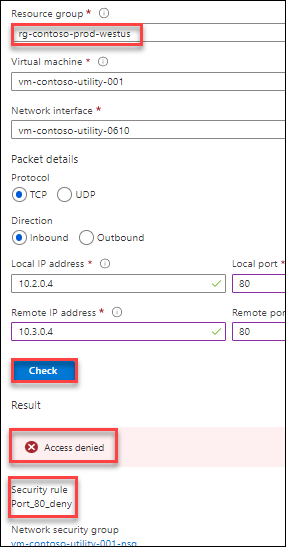 Resource group *
rg-contoso-prod-westus
Virtual machine *
vm-contoso-utility-001
Network interface *
vm-contoso-utility-0610
Packet details
Protocol
TCP UDP
Direction
Inbound Outbound
Local IP address * Local port *
10.2.0.4 80
Remote IP address * Remote por
10.3.0.4 80
Check
Result
Access denied
Security rule
Port_80_deny
Network security group
vm-contoso-utility-001-nsg